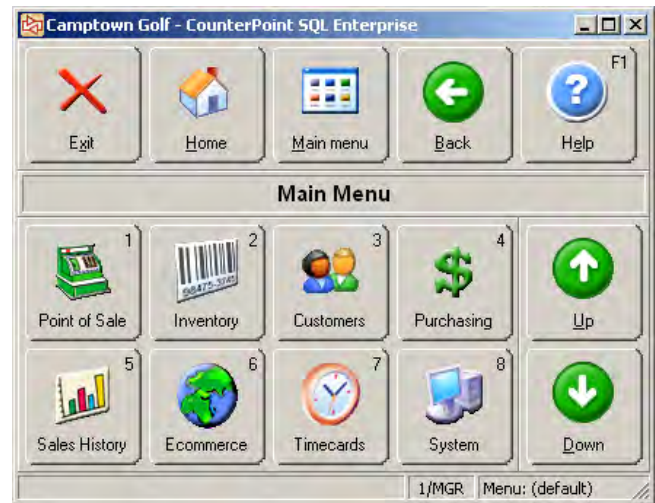 Camptown Golf - CounterPoint SQL Enterprise
F1
Exit Home Main menu Back Help
Main Menu
1 2 3 4
98475-3745
Point of Sale Inventory Customers Purchasing Up
5 6 7 8
Sales History Ecommerce Timecards System Down
1/MGR Menu: (default)